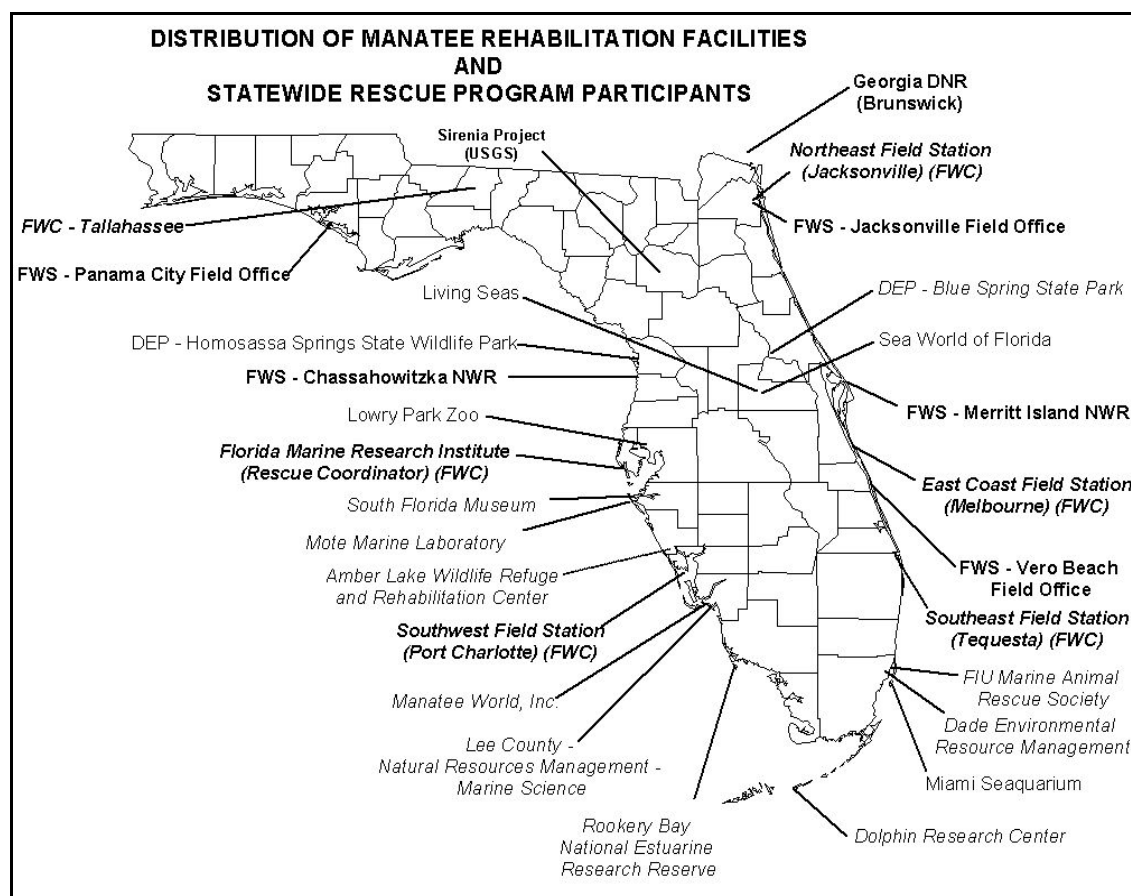 DISTRIBUTION OF MANATEE REHABILITATION FACILITIES
AND
STATEWIDE RESCUE PROGRAM PARTICIPANTS
Georgia DNR
(Brunswick)
Sirenia Project
(USGS)
Northeast Field Station
(Jacksonville) (FWC)
FWC - Tallahassee
FWS - Jacksonville Field Office
FWS - Panama City Field Office
Living Seas
DEP - Blue Spring State Park
DEP - Homosassa Springs State Wildlife Park
Sea World of Florida
FWS - Chassahowitzka NWR
FWS - Merritt Island NWR
Lowry Park Zoo
Florida Marine Research Institute
(Rescue Coordinator) (FWC)
East Coast Field Station
(Melbourne) (FWC)
South Florida Museum
Mote Marine Laboratory
FWS - Vero Beach
Field Office
Amber Lake Wildlife Refuge
and Rehabilitation Center
Southeast Field Station
(Tequesta) (FWC)
Southwest Field Station
(Port Charlotte) (FWC)
FIU Marine Animal
Rescue Society
Manatee World, Inc.
Dade Environmental
Resource Management
Lee County -
Natural Resources Management -
Marine Science
Miami Seaquarium
Rookery Bay
National Estuarine
Research Reserve
Dolphin Research Center